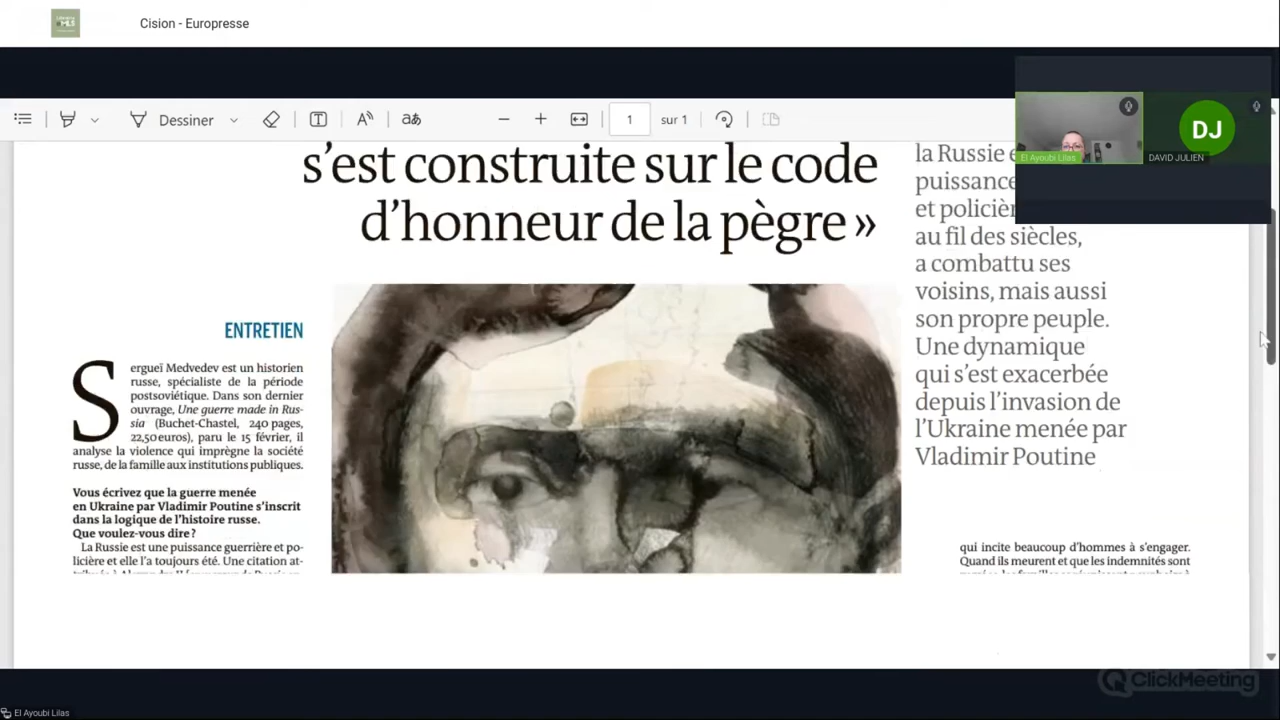 Cision - Europresse
Dessiner
1
sur 1
s'est construite sur le code
d'honneur de la pègre »
la Russie
puissance
et policiè
au fil des siècles,
a combattu ses
voisins, mais aussi
son propre peuple.
Une dynamique
qui s'est exacerbée
depuis l'invasion de
l'Ukraine menée par
Vladimir Poutine
El Ayoubi Lilas
DJ
DAVID JULIEN
ENTRETIEN
Sergueï Medvedev est un historien
russe, spécialiste de la période
postsoviétique. Dans son dernier
ouvrage, Une guerre made in Rus-
sia (Buchet-Chastel, 240 pages,
22,50 euros), paru le 15 février, il
analyse la violence qui imprègne la société
russe, de la famille aux institutions publiques.
Vous écrivez que la guerre menée
en Ukraine par Vladimir Poutine s'inscrit
dans la logique de l'histoire russe.
Que voulez-vous dire ?
La Russie est une puissance guerrière et po-
licière et elle l'a toujours été. Une citation at-
qui incite beaucoup d'hommes à s'engager.
Quand ils meurent et que les indemnités sont
ClickMeeting
El Ayoubi Lilas